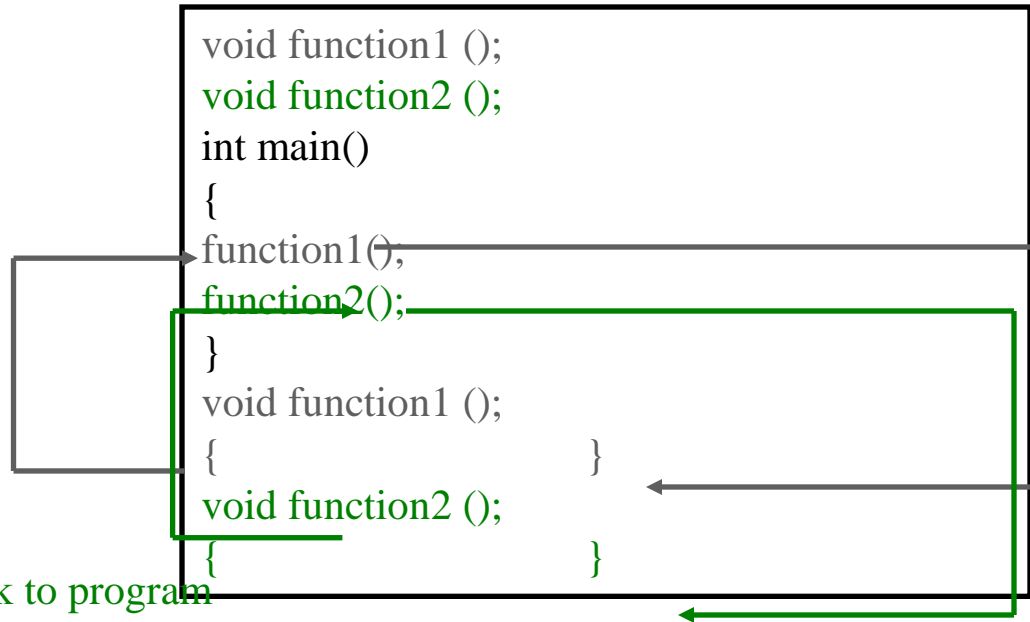 void function1 ();
void function2 ();
int main()
{
function1();
function2();
}
void function1 ();
{ }
void function2 ();
{ }
to program